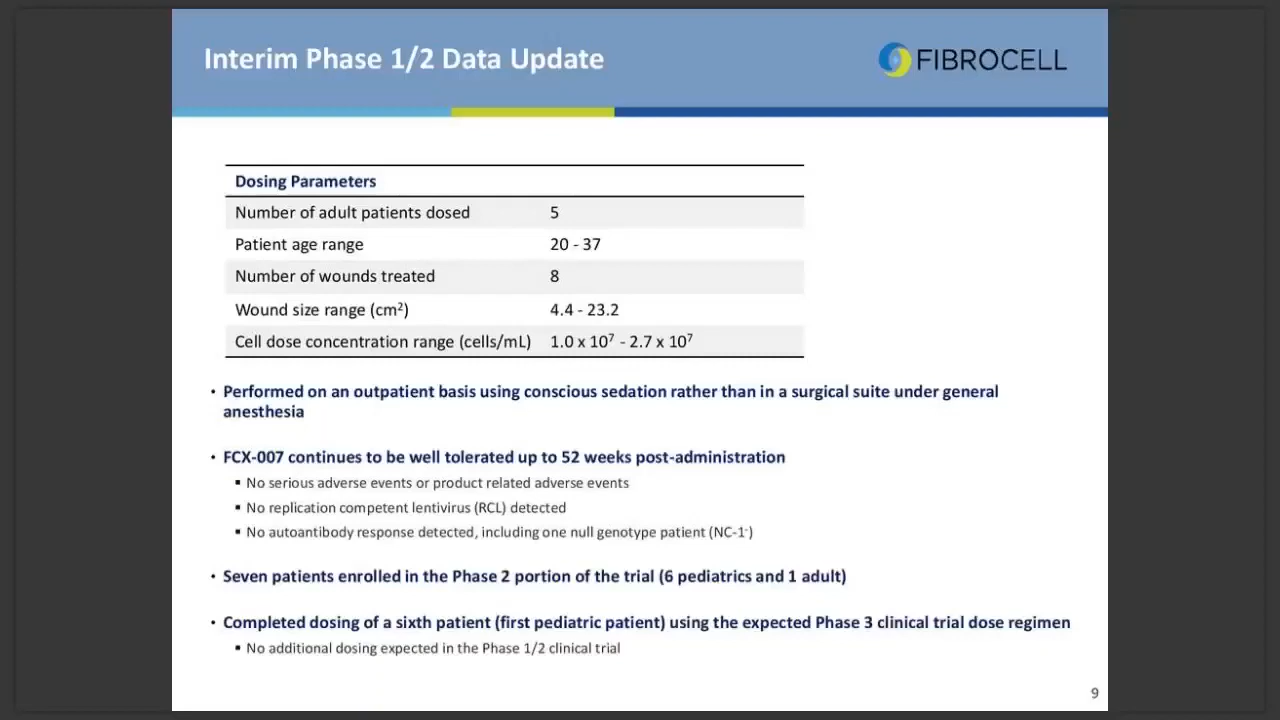 Interim Phase 1/2 Data Update
FIBROCELL
Dosing Parameters
Number of adult patients dosed 5
Patient age range 20 - 37
Number of wounds treated 8
Wound size range (cm²) 4.4 - 23.2
Cell dose concentration range (cells/mL) 1.0 x 10⁷ - 2.7 x 10⁷
• Performed on an outpatient basis using conscious sedation rather than in a surgical suite under general
anesthesia
• FCX-007 continues to be well tolerated up to 52 weeks post-administration
▪ No serious adverse events or product related adverse events
▪ No replication competent lentivirus (RCL) detected
▪ No autoantibody response detected, including one null genotype patient (NC-1⁻)
• Seven patients enrolled in the Phase 2 portion of the trial (6 pediatrics and 1 adult)
• Completed dosing of a sixth patient (first pediatric patient) using the expected Phase 3 clinical trial dose regimen
▪ No additional dosing expected in the Phase 1/2 clinical trial
9